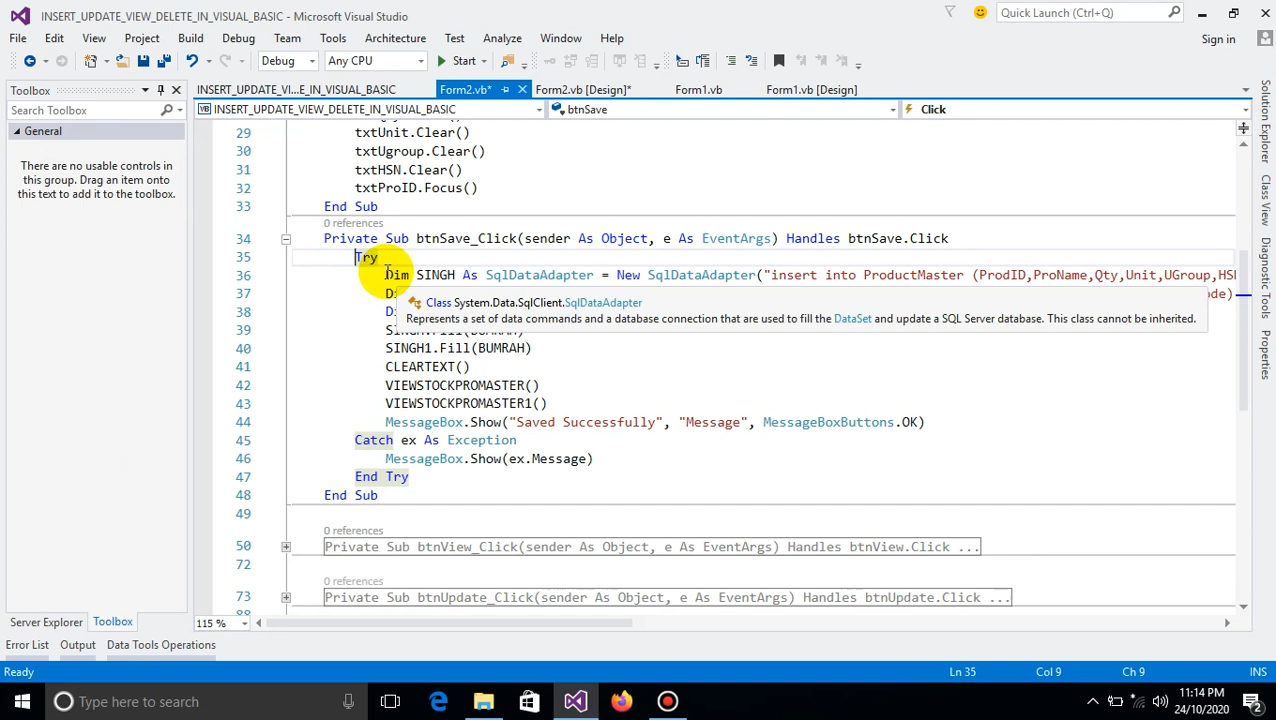 INSERT_UPDATE_VIEW_DELETE_IN_VISUAL_BASIC - Microsoft Visual Studio
Quick Launch (Ctrl+Q)
File Edit View Project Build Debug Team Tools Architecture Test Analyze Window Help
Sign in
Debug Any CPU Start
Toolbox
Search Toolbox
General
There are no usable controls in this group. Drag an item onto this text to add it to the toolbox.
Form2.vb* Form2.vb [Design]* Form1.vb Form1.vb [Design]
INSERT_UPDATE_VI...E_IN_VISUAL_BASIC
INSERT_UPDATE_VIEW_DELETE_IN_VISUAL_BASIC btnSave Click
29 txtUnit.Clear()
30 txtUgroup.Clear()
31 txtHSN.Clear()
32 txtProID.Focus()
33 End Sub
0 references
34 Private Sub btnSave_Click(sender As Object, e As EventArgs) Handles btnSave.Click
35 Try
36 Dim SINGH As SqlDataAdapter = New SqlDataAdapter("insert into ProductMaster (ProdID,ProName,Qty,Unit,UGroup,HS
37
Class System.Data.SqlClient.SqlDataAdapter
Represents a set of data commands and a database connection that are used to fill the DataSet and update a SQL Server database. This class cannot be inherited.
38
39
40 SINGH1.Fill(BUMRAH)
41 CLEARTEXT()
42 VIEWSTOCKPROMASTER()
43 VIEWSTOCKPROMASTER1()
44 MessageBox.Show("Saved Successfully", "Message", MessageBoxButtons.OK)
45 Catch ex As Exception
46 MessageBox.Show(ex.Message)
47 End Try
48 End Sub
49
0 references
50 Private Sub btnView_Click(sender As Object, e As EventArgs) Handles btnView.Click ...
72
0 references
73 Private Sub btnUpdate_Click(sender As Object, e As EventArgs) Handles btnUpdate.Click ...
88
115 %
Server Explorer Toolbox
Error List Output Data Tools Operations
Solution Explorer
Class View
Diagnostic Tools
Properties
Ready Ln 35 Col 9 Ch 9 INS
Type here to search
11:14 PM
24/10/2020
2